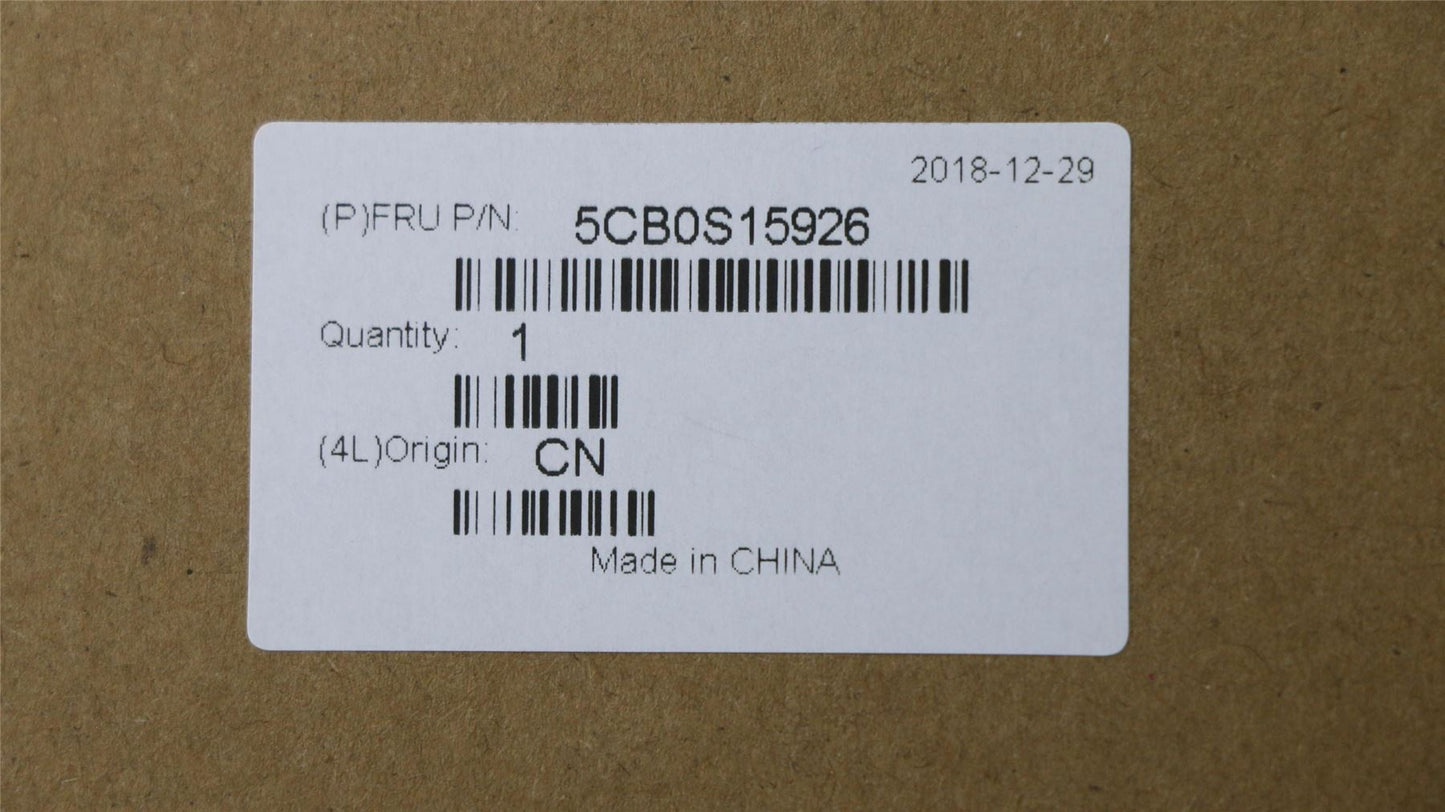 2018-12-29
(P)FRU P/N: 5CB0S15926
Quantity: 1
(4L)Origin: CN
Made in CHINA